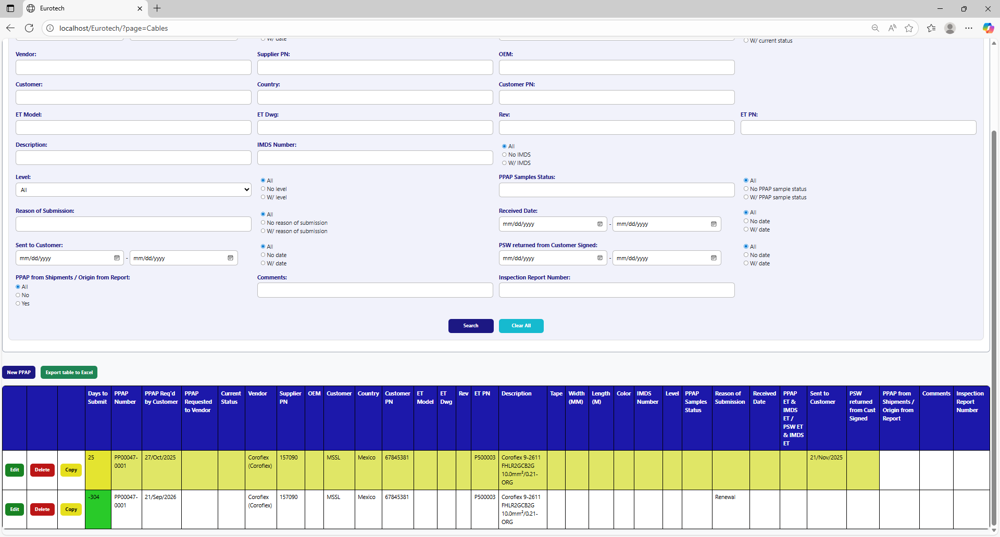 Eurotech
localhost/Eurotech/?page=Cables
W/ date
W/ current status
Vendor:
Supplier PN:
OEM:
Customer:
Country:
Customer PN:
ET Model:
ET Dwg:
Rev:
ET PN:
Description:
IMDS Number:
All
No IMDS
W/ IMDS
Level:
All
All
No level
W/ level
PPAP Samples Status:
All
No PPAP sample status
W/ PPAP sample status
Reason of Submission:
All
No reason of submission
W/ reason of submission
Received Date:
mm/dd/yyyy - mm/dd/yyyy
All
No date
W/ date
Sent to Customer:
mm/dd/yyyy - mm/dd/yyyy
All
No date
W/ date
PSW returned from Customer Signed:
mm/dd/yyyy - mm/dd/yyyy
All
No date
W/ date
PPAP from Shipments / Origin from Report:
All
No
Yes
Comments:
Inspection Report Number:
Search
Clear All
New PPAP
Export table to Excel
Days to
Submit
PPAP
Number
PPAP Req'd
by Customer
PPAP
Requested
to Vendor
Current
Status
Vendor
Supplier
PN
OEM
Customer
Country
Customer
PN
ET
Model
ET
Dwg
Rev
ET PN
Description
Tape
Width
(MM)
Length
(M)
Color
IMDS
Number
Level
PPAP
Samples
Status
Reason of
Submission
Received
Date
PPAP
ET &
IMDS
ET /
PSW ET
& IMDS
ET
Sent to
Customer
PSW
returned
from Cust
Signed
PPAP from
Shipments /
Origin from
Report
Comments
Inspection
Report
Number
Edit
Delete
Copy
25
PP00047-
0001
27/Oct/2025
Coroflex
(Coroflex)
157090
MSSL
Mexico
67845381
P500003
Coroflex 9-2611
FHLR2GCB2G
10.0mm²/0.21-
ORG
21/Nov/2025
Edit
Delete
Copy
-304
PP00047-
0001
21/Sep/2026
Coroflex
(Coroflex)
157090
MSSL
Mexico
67845381
P500003
Coroflex 9-2611
FHLR2GCB2G
10.0mm²/0.21-
ORG
Renewal